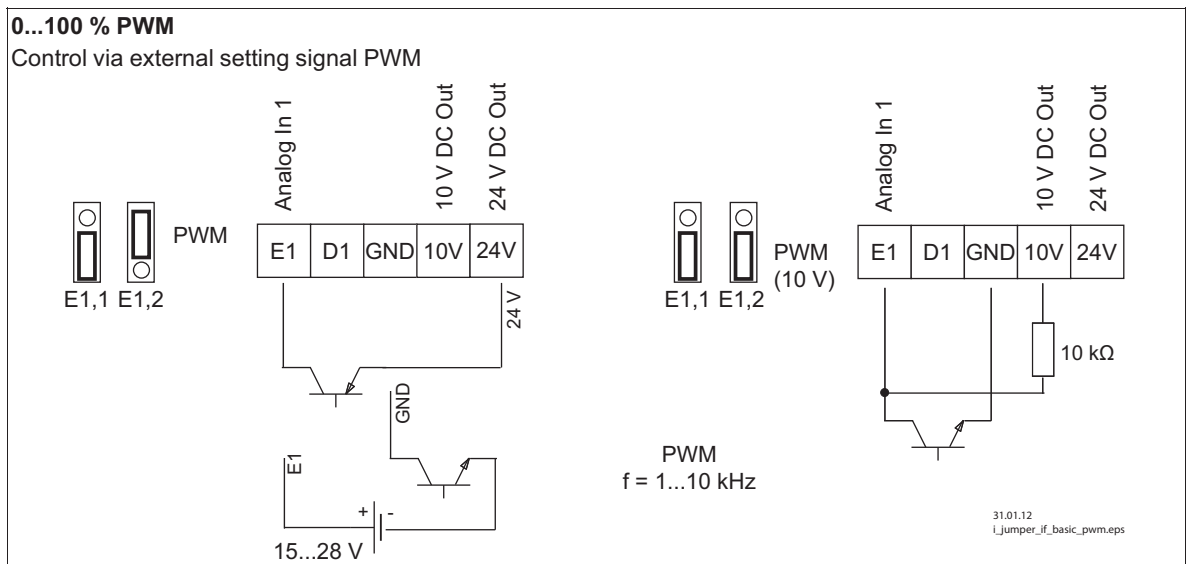 0...100 % PWM
Control via external setting signal PWM
Analog In 1
10 V DC Out
24 V DC Out
PWM
E1 D1 GND 10V 24V
E1,1 E1,2
24 V
GND
E1
+ -
15...28 V
Analog In 1
10 V DC Out
24 V DC Out
PWM
(10 V)
E1 D1 GND 10V 24V
E1,1 E1,2
10 kΩ
PWM
f = 1...10 kHz
31.01.12
i_jumper_if_basic_pwm.eps